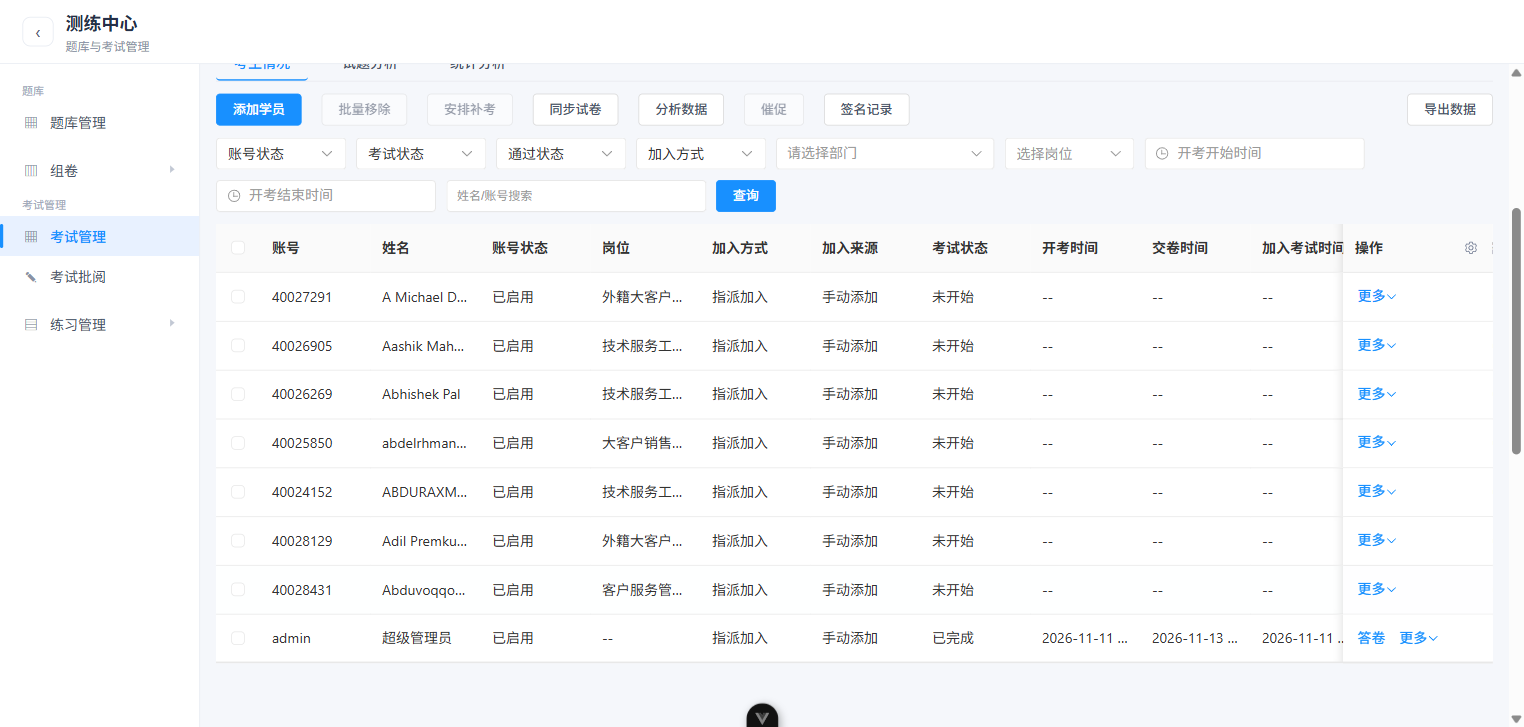 测练中心
题库与考试管理
题库
题库管理
组卷
考试管理
考试管理
考试批阅
练习管理
考生情况 试题分析 统计分析
添加学员 批量移除 安排补考 同步试卷 分析数据 催促 签名记录 导出数据
账号状态 考试状态 通过状态 加入方式 请选择部门 选择岗位 开考开始时间
开考结束时间 姓名/账号搜索 查询
账号 姓名 账号状态 岗位 加入方式 加入来源 考试状态 开考时间 交卷时间 加入考试时间 操作
40027291 A Michael D... 已启用 外籍大客户... 指派加入 手动添加 未开始 -- -- -- 更多
40026905 Aashik Mah... 已启用 技术服务工... 指派加入 手动添加 未开始 -- -- -- 更多
40026269 Abhishek Pal 已启用 技术服务工... 指派加入 手动添加 未开始 -- -- -- 更多
40025850 abdelrhman... 已启用 大客户销售... 指派加入 手动添加 未开始 -- -- -- 更多
40024152 ABDURAXM... 已启用 技术服务工... 指派加入 手动添加 未开始 -- -- -- 更多
40028129 Adil Premku... 已启用 外籍大客户... 指派加入 手动添加 未开始 -- -- -- 更多
40028431 Abduvoqqo... 已启用 客户服务管... 指派加入 手动添加 未开始 -- -- -- 更多
admin 超级管理员 已启用 -- 指派加入 手动添加 已完成 2026-11-11 ... 2026-11-13 ... 2026-11-11 ... 答卷 更多